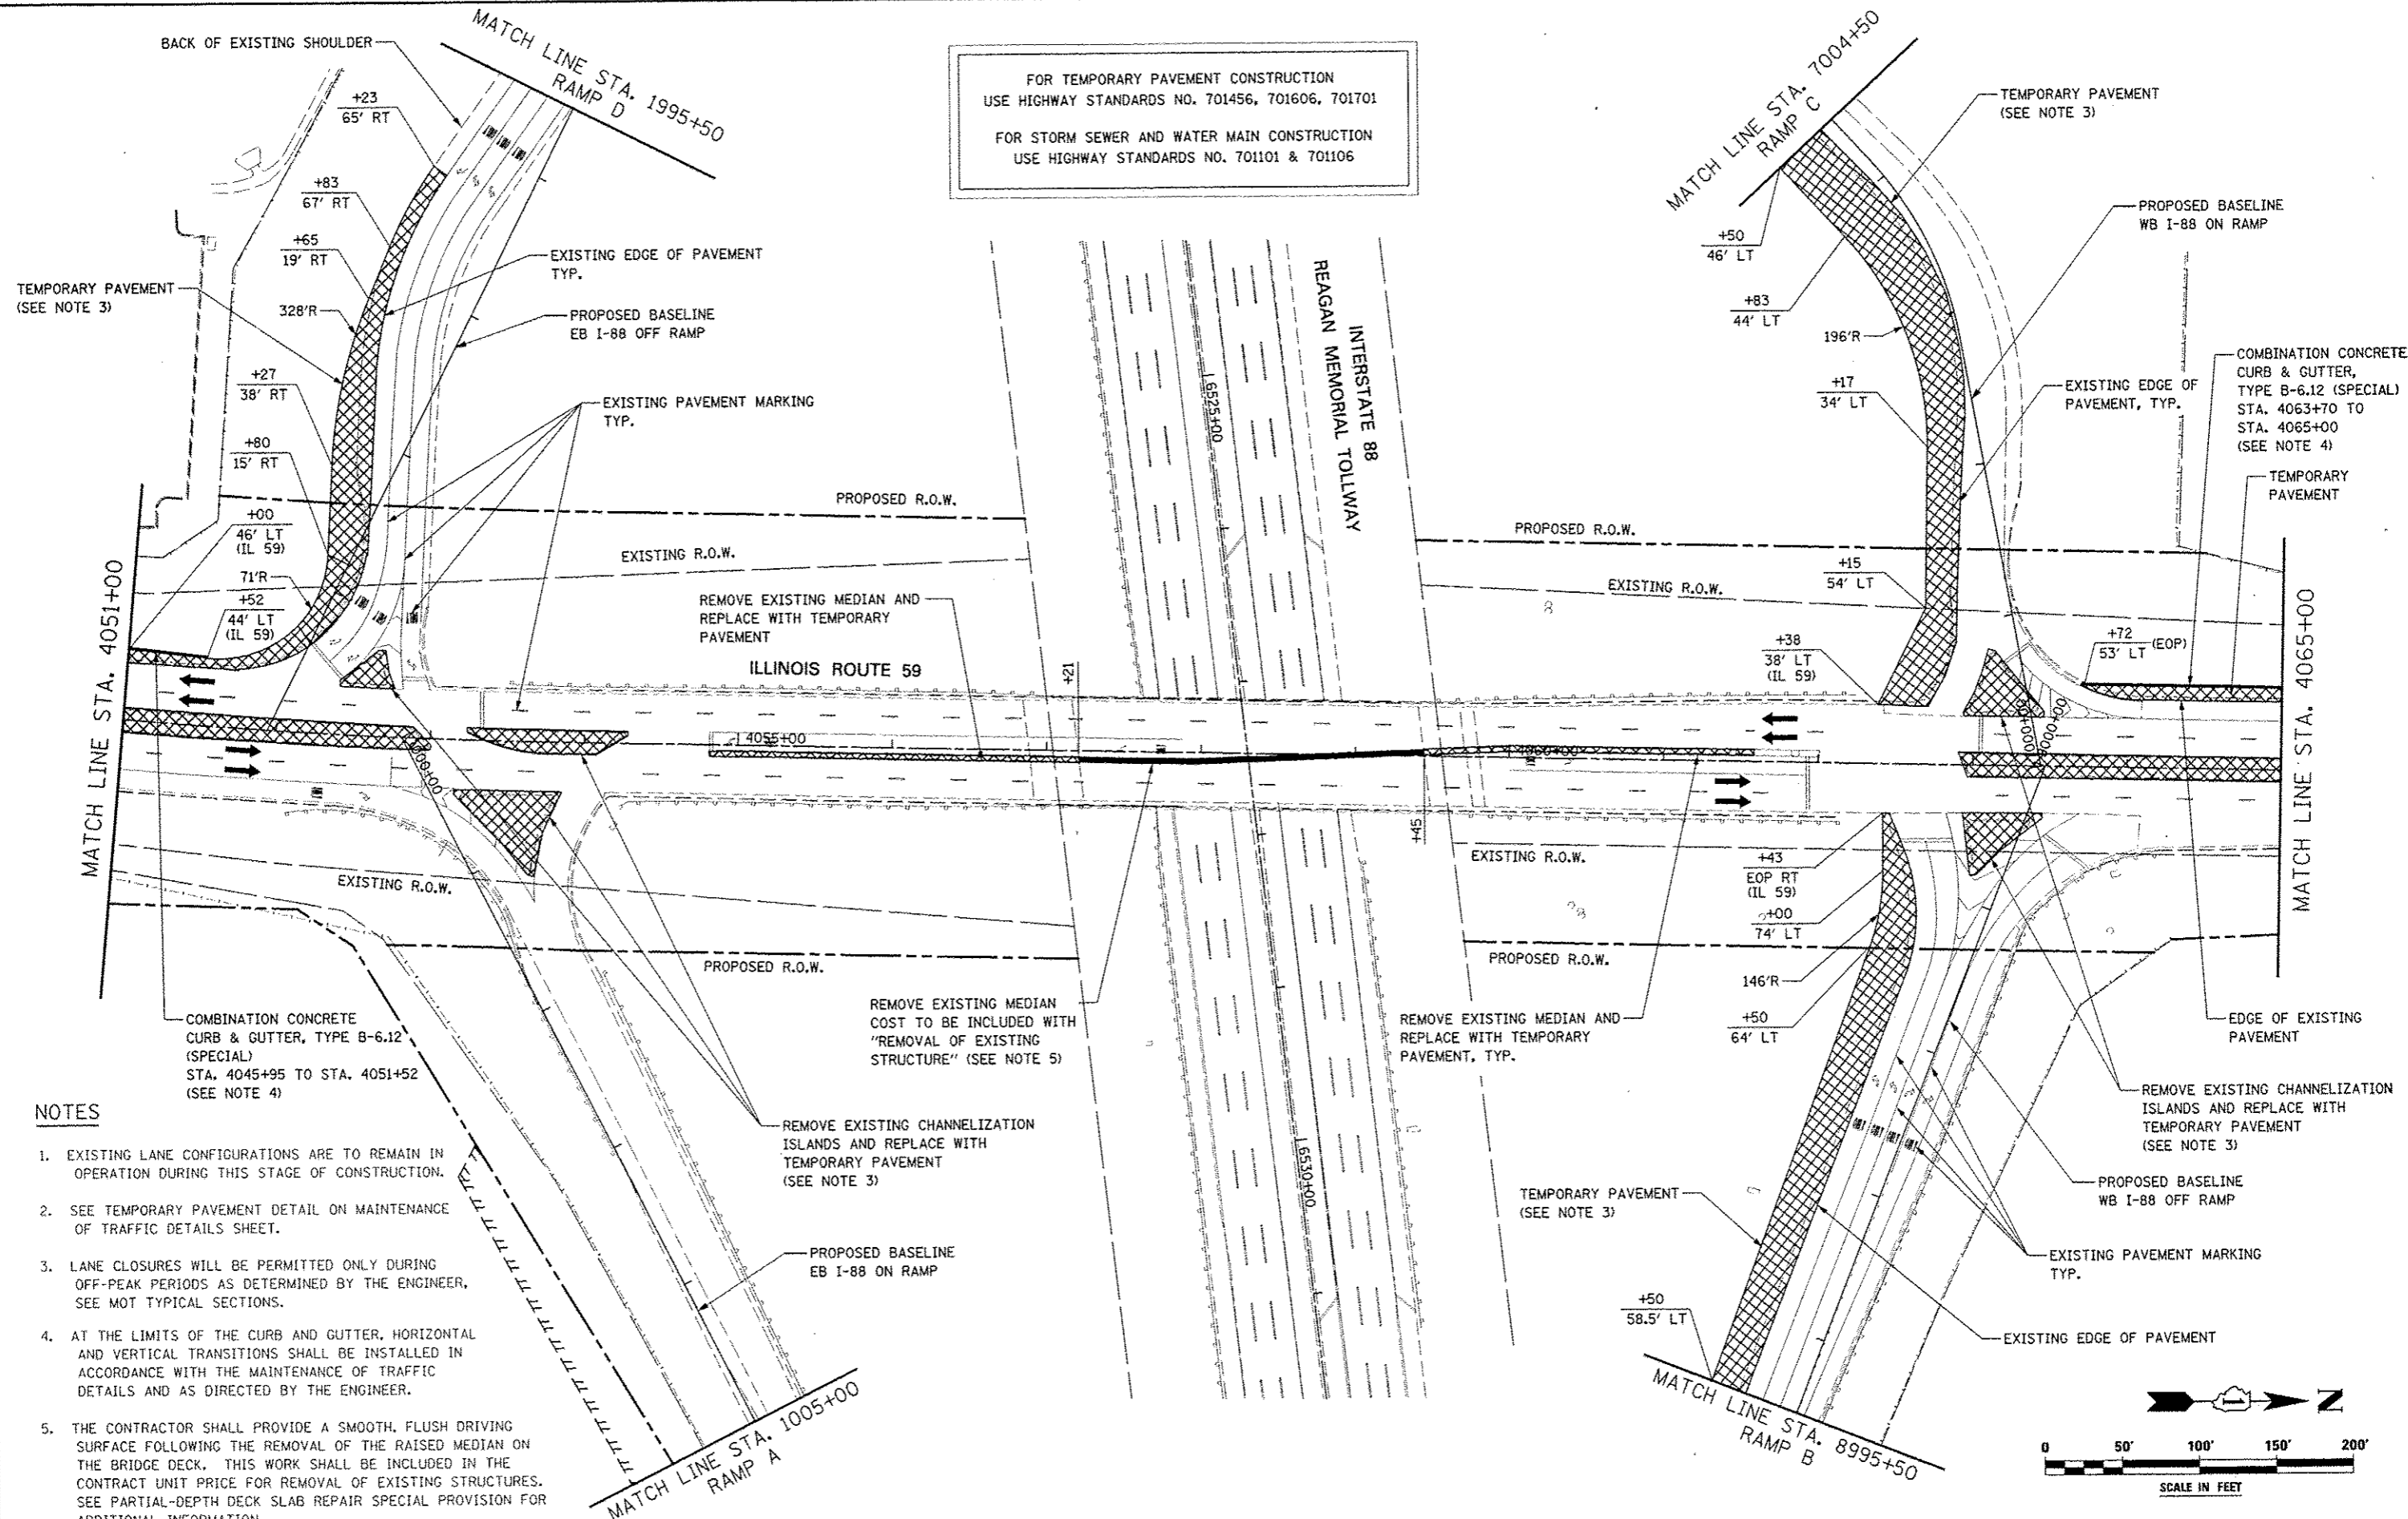 BACK OF EXISTING SHOULDER
MATCH LINE STA. 1995+50
RAMP D
+23
65' RT
+83
67' RT
+65
19' RT
TEMPORARY PAVEMENT
(SEE NOTE 3)
328'R
+27
38' RT
+80
15' RT
+00
46' LT
(IL 59)
71'R
+52
44' LT
(IL 59)
EXISTING EDGE OF PAVEMENT
TYP.
PROPOSED BASELINE
EB I-88 OFF RAMP
EXISTING PAVEMENT MARKING
TYP.
FOR TEMPORARY PAVEMENT CONSTRUCTION
USE HIGHWAY STANDARDS NO. 701456, 701606, 701701
FOR STORM SEWER AND WATER MAIN CONSTRUCTION
USE HIGHWAY STANDARDS NO. 701101 & 701106
MATCH LINE STA. 7004+50
RAMP C
TEMPORARY PAVEMENT
(SEE NOTE 3)
PROPOSED BASELINE
WB I-88 ON RAMP
+50
46' LT
+83
44' LT
196'R
+17
34' LT
EXISTING EDGE OF
PAVEMENT, TYP.
COMBINATION CONCRETE
CURB & GUTTER,
TYPE B-6.12 (SPECIAL)
STA. 4063+70 TO
STA. 4065+00
(SEE NOTE 4)
TEMPORARY
PAVEMENT
INTERSTATE 88
REAGAN MEMORIAL TOLLWAY
6525+00
PROPOSED R.O.W.
EXISTING R.O.W.
PROPOSED R.O.W.
EXISTING R.O.W.
+15
54' LT
+38
38' LT
(IL 59)
+72
53' LT (EOP)
REMOVE EXISTING MEDIAN AND
REPLACE WITH TEMPORARY
PAVEMENT
ILLINOIS ROUTE 59
+21
4055+00
4060+00
MATCH LINE STA. 4051+00
MATCH LINE STA. 4065+00
+45
EXISTING R.O.W.
PROPOSED R.O.W.
EXISTING R.O.W.
PROPOSED R.O.W.
+43
EOP RT
(IL 59)
+00
74' LT
146'R
+50
64' LT
COMBINATION CONCRETE
CURB & GUTTER, TYPE B-6.12
(SPECIAL)
STA. 4045+95 TO STA. 4051+52
(SEE NOTE 4)
REMOVE EXISTING MEDIAN
COST TO BE INCLUDED WITH
"REMOVAL OF EXISTING
STRUCTURE" (SEE NOTE 5)
REMOVE EXISTING MEDIAN AND
REPLACE WITH TEMPORARY
PAVEMENT, TYP.
EDGE OF EXISTING
PAVEMENT
REMOVE EXISTING CHANNELIZATION
ISLANDS AND REPLACE WITH
TEMPORARY PAVEMENT
(SEE NOTE 3)
REMOVE EXISTING CHANNELIZATION
ISLANDS AND REPLACE WITH
TEMPORARY PAVEMENT
(SEE NOTE 3)
6530+00
TEMPORARY PAVEMENT
(SEE NOTE 3)
PROPOSED BASELINE
WB I-88 OFF RAMP
PROPOSED BASELINE
EB I-88 ON RAMP
EXISTING PAVEMENT MARKING
TYP.
+50
58.5' LT
EXISTING EDGE OF PAVEMENT
MATCH LINE STA. 1005+00
RAMP A
MATCH LINE STA. 8995+50
RAMP B
NOTES
1. EXISTING LANE CONFIGURATIONS ARE TO REMAIN IN
OPERATION DURING THIS STAGE OF CONSTRUCTION.
2. SEE TEMPORARY PAVEMENT DETAIL ON MAINTENANCE
OF TRAFFIC DETAILS SHEET.
3. LANE CLOSURES WILL BE PERMITTED ONLY DURING
OFF-PEAK PERIODS AS DETERMINED BY THE ENGINEER,
SEE MOT TYPICAL SECTIONS.
4. AT THE LIMITS OF THE CURB AND GUTTER, HORIZONTAL
AND VERTICAL TRANSITIONS SHALL BE INSTALLED IN
ACCORDANCE WITH THE MAINTENANCE OF TRAFFIC
DETAILS AND AS DIRECTED BY THE ENGINEER.
5. THE CONTRACTOR SHALL PROVIDE A SMOOTH, FLUSH DRIVING
SURFACE FOLLOWING THE REMOVAL OF THE RAISED MEDIAN ON
THE BRIDGE DECK. THIS WORK SHALL BE INCLUDED IN THE
CONTRACT UNIT PRICE FOR REMOVAL OF EXISTING STRUCTURES.
SEE PARTIAL-DEPTH DECK SLAB REPAIR SPECIAL PROVISION FOR
ADDITIONAL INFORMATION
N
0 50' 100' 150' 200'
SCALE IN FEET